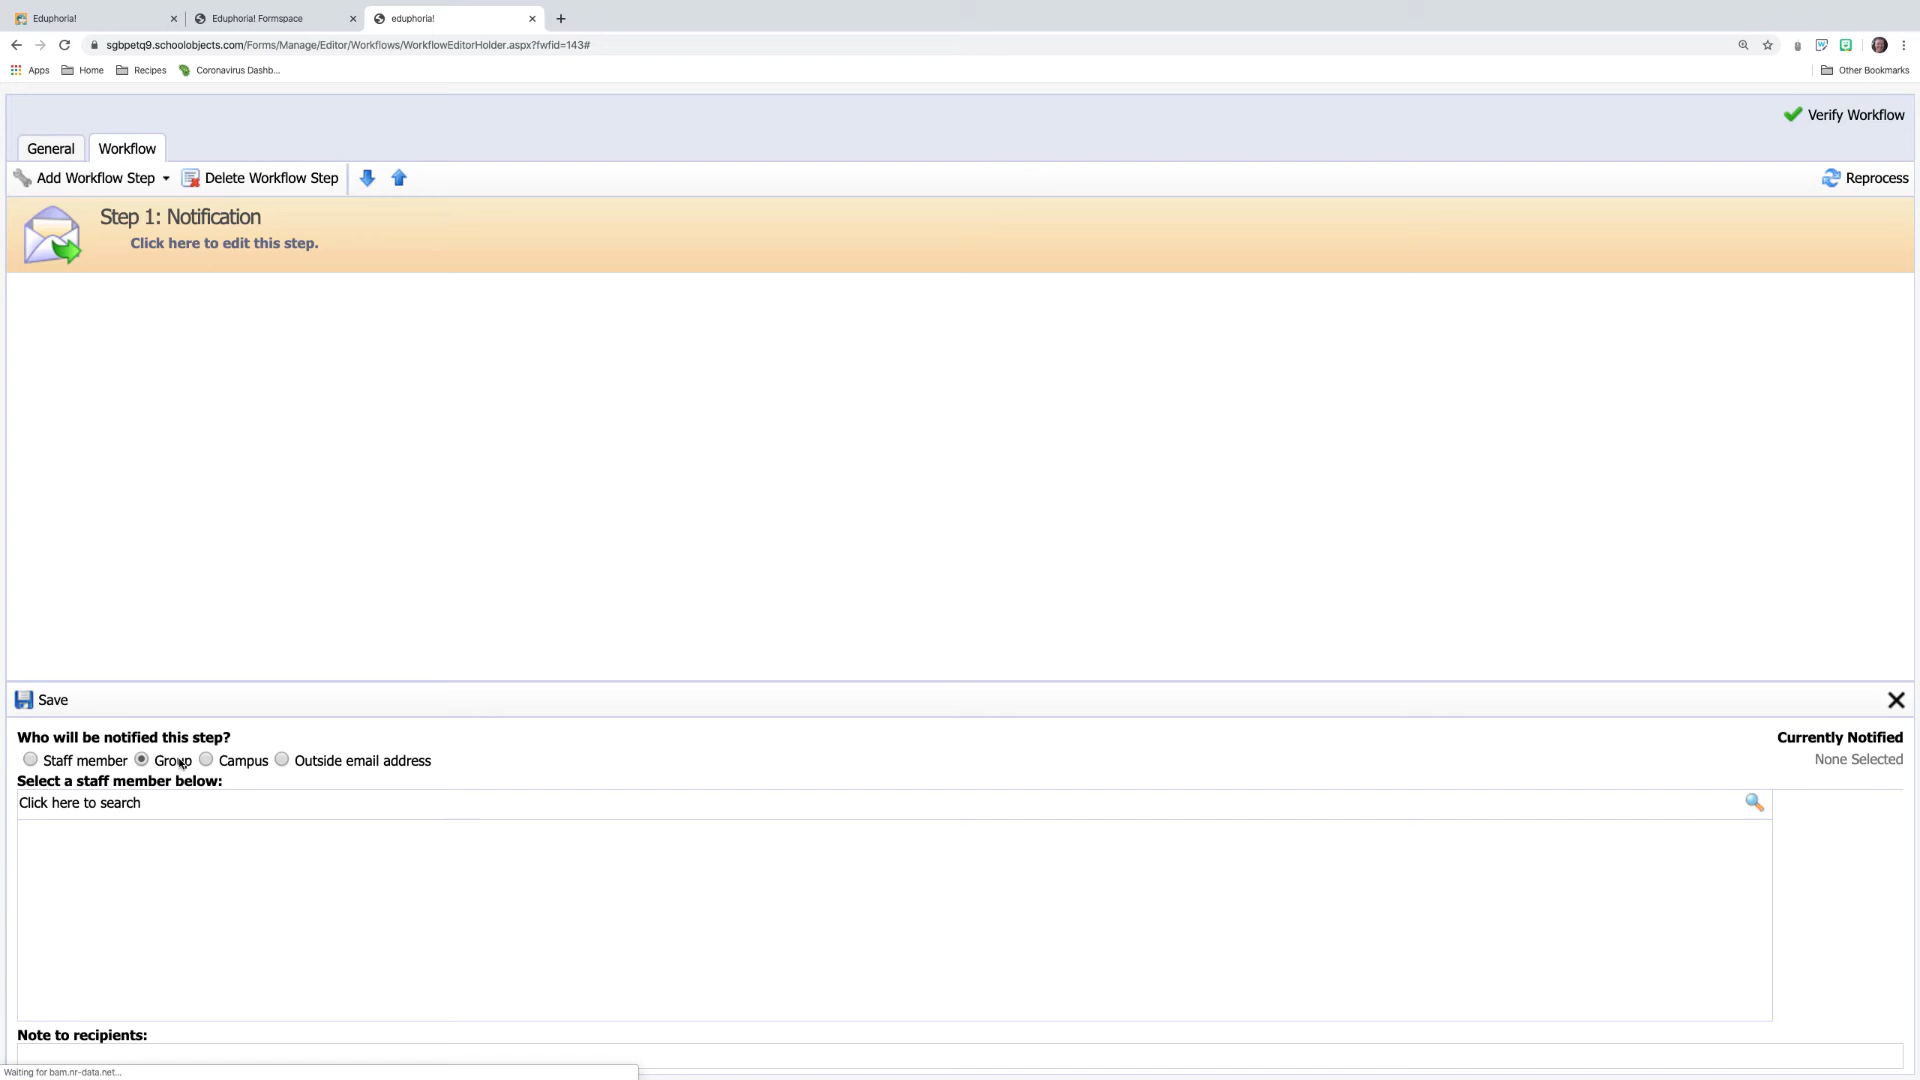 Eduphoria!
Eduphoria! Formspace
eduphoria!
sgbpetq9.schoolobjects.com/Forms/Manage/Editor/Workflows/WorkflowEditorHolder.aspx?fwfid=143#
Apps
Home
Recipes
Coronavirus Dashb...
Other Bookmarks
Verify Workflow
General
Workflow
Add Workflow Step
Delete Workflow Step
Reprocess
Step 1: Notification
Click here to edit this step.
Save
Who will be notified this step?
Currently Notified
Staff member
Group
Campus
Outside email address
None Selected
Select a staff member below:
Click here to search
Note to recipients:
Waiting for bam.nr-data.net...